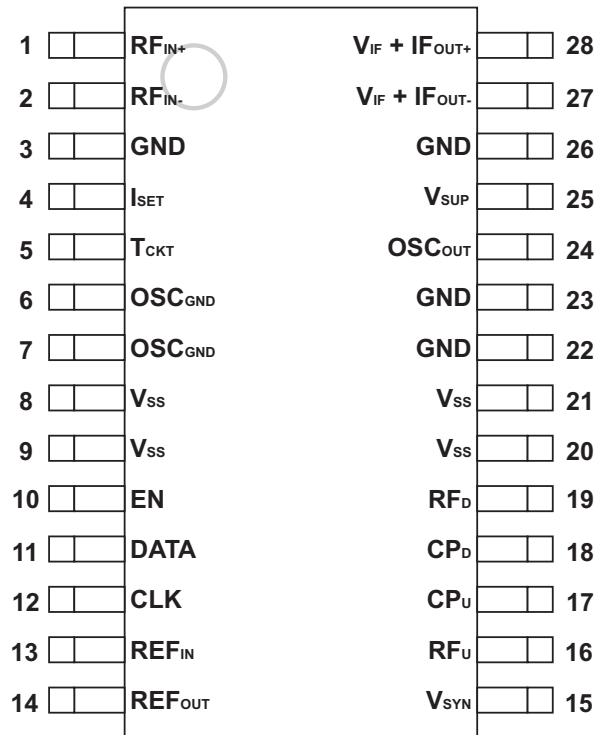 1 RFIN+ VIF + IFOUT+ 28
2 RFIN- VIF + IFOUT- 27
3 GND GND 26
4 ISET VSUP 25
5 TCKT OSCOUT 24
6 OSCGND GND 23
7 OSCGND GND 22
8 VSS VSS 21
9 VSS VSS 20
10 EN RFD 19
11 DATA CPD 18
12 CLK CPU 17
13 REFIN RFU 16
14 REFOUT VSYN 15